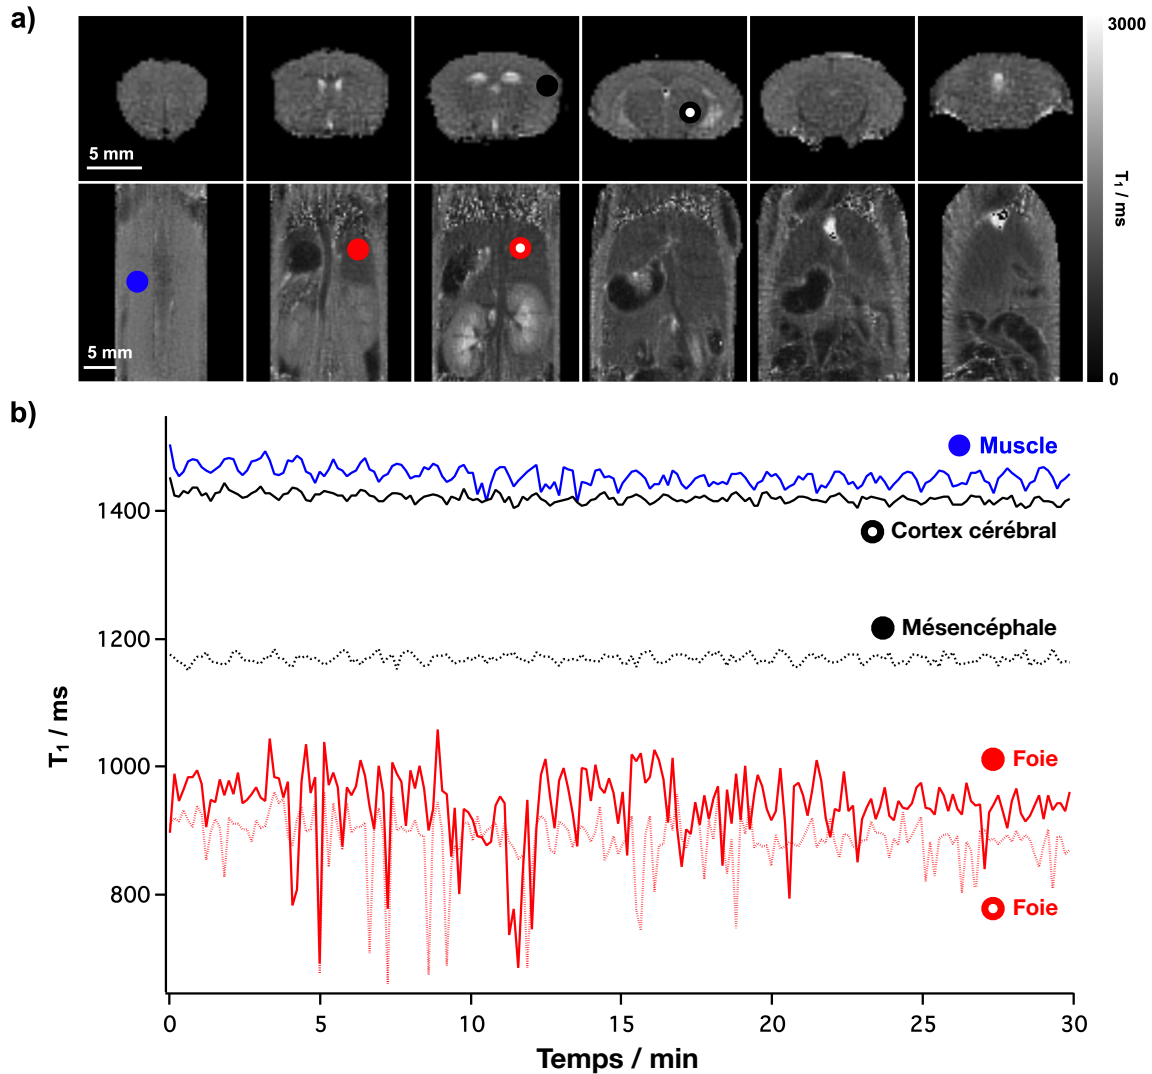 a)
3000
5 mm
T₁ / ms
5 mm
0
b)
Muscle
1400
Cortex cérébral
1200
Mésencéphale
T₁ / ms
1000
Foie
800
Foie
0 5 10 15 20 25 30
Temps / min